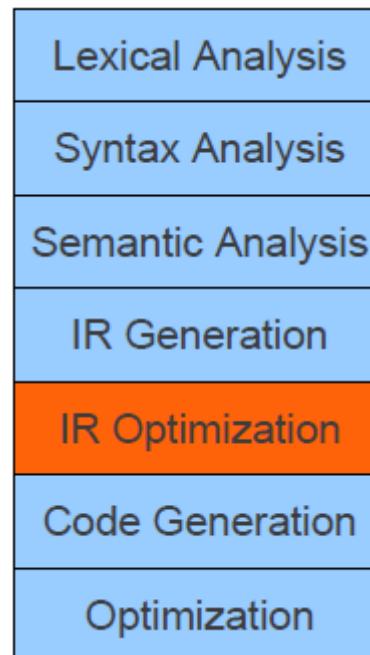 Lexical Analysis
Syntax Analysis
Semantic Analysis
IR Generation
IR Optimization
Code Generation
Optimization